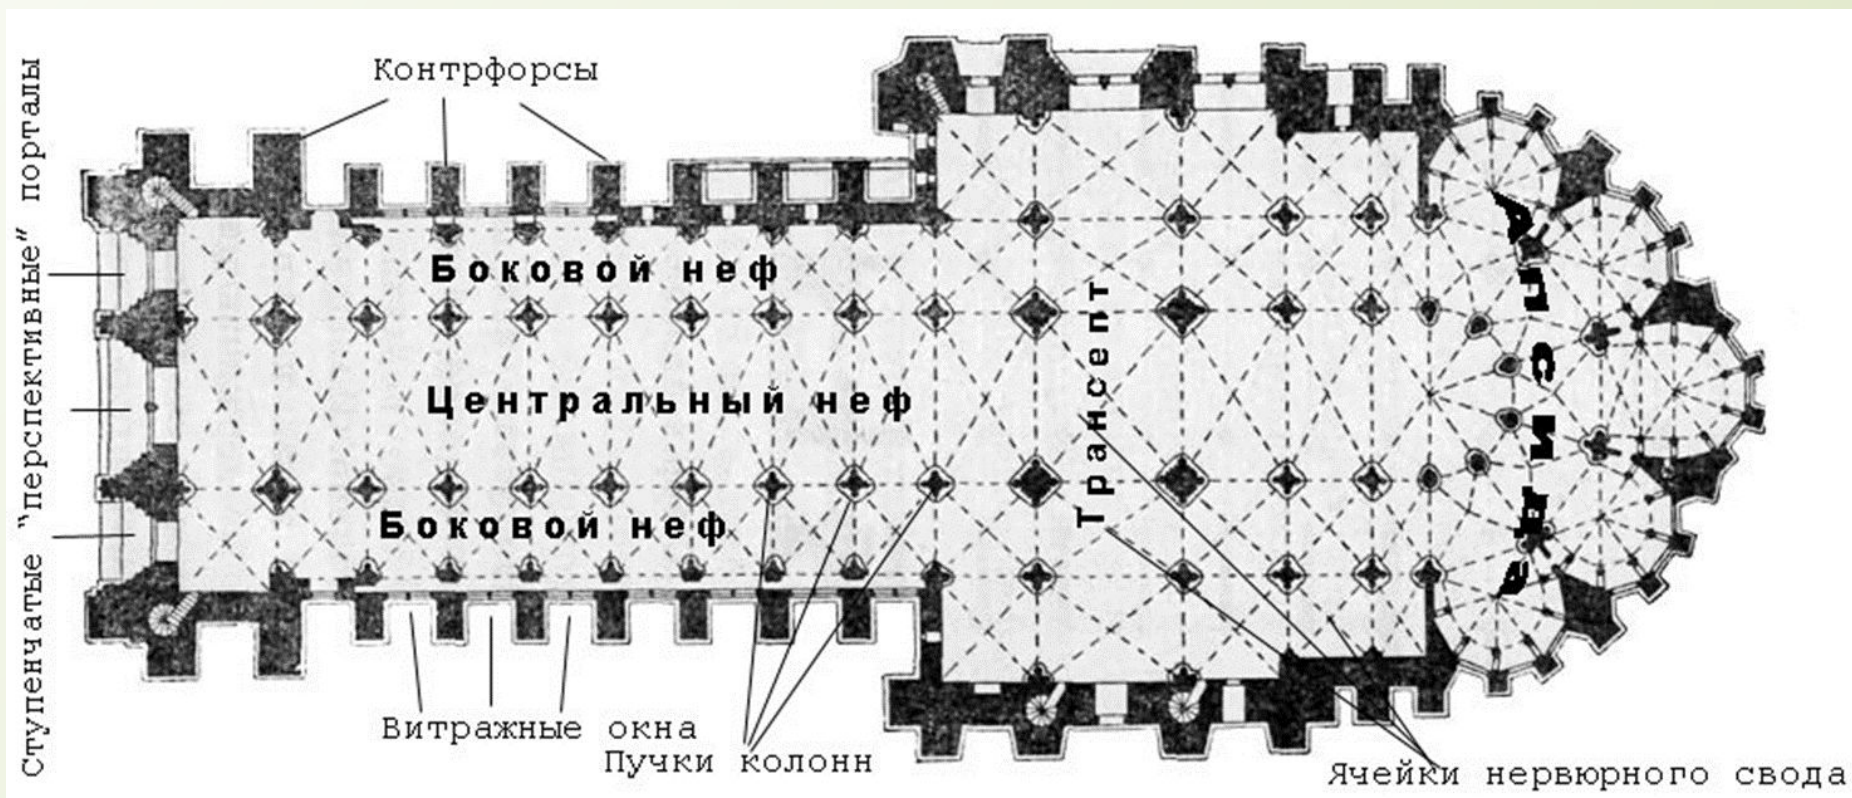 Контрфорсы
Ступенчатые "перспективные" порталы
Боковой неф
Центральный неф
Трансепт
Апсида
Боковой неф
Витражные окна
Пучки колонн
Ячейки нервюрного свода